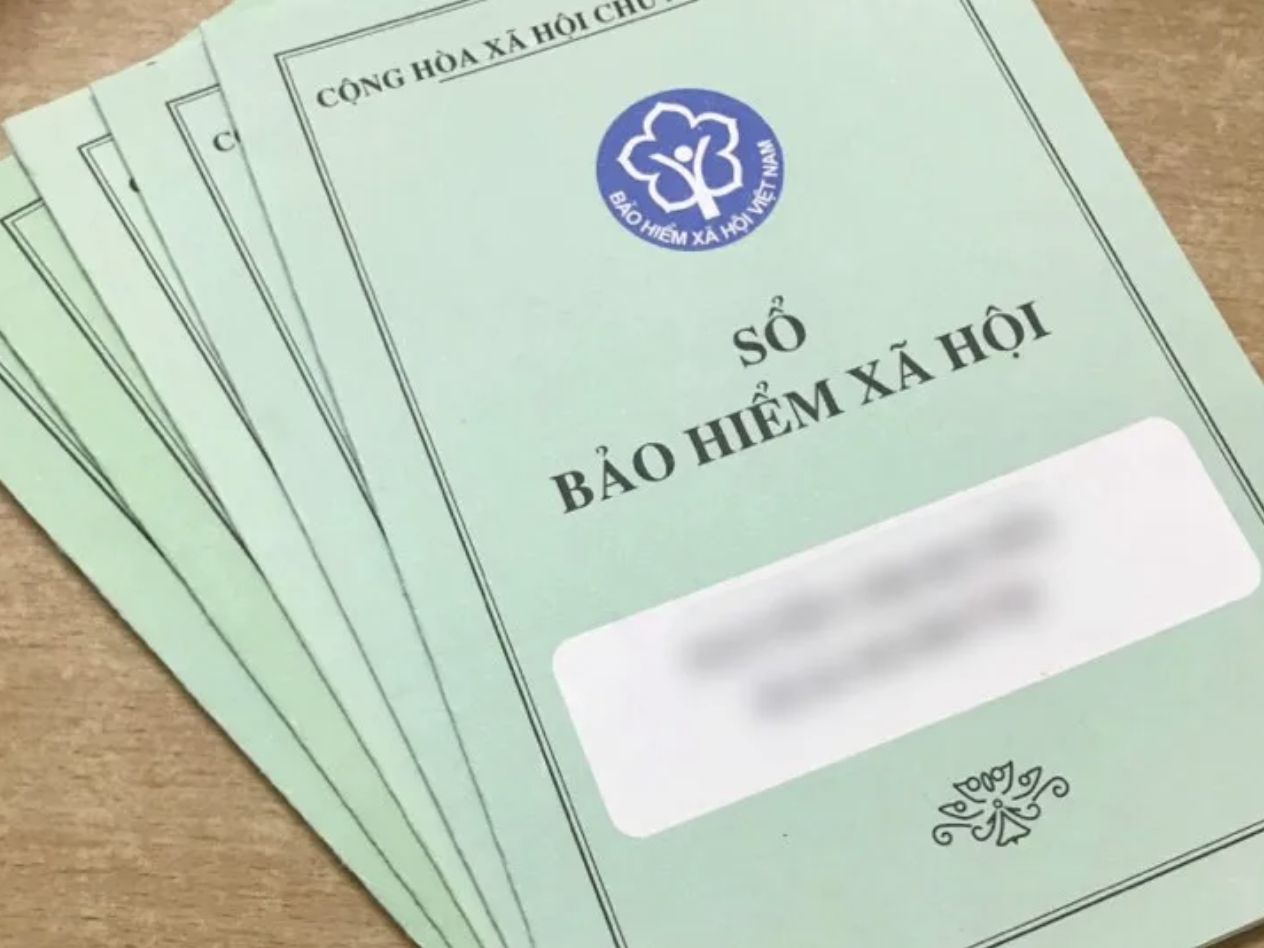 CỘNG HÒA XÃ HỘI CHỦ
BẢO HIỂM XÃ HỘI VIỆT NAM
SỔ
BẢO HIỂM XÃ HỘI